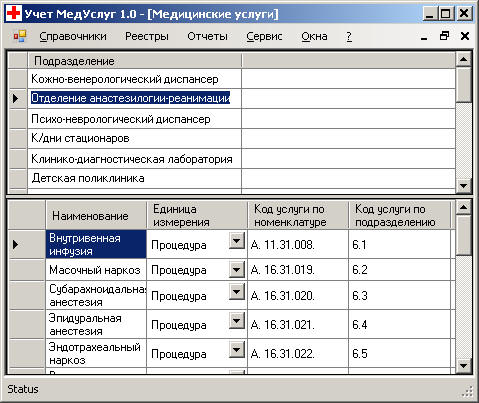 Учет МедУслуг 1.0 - [Медицинские услуги]
Справочники Реестры Отчеты Сервис Окна ?
Подразделение
Кожно-венерологический диспансер
Отделение анастезилогии-реанимации
Психо-неврологический диспансер
К/дни стационаров
Клинико-диагностическая лаборатория
Детская поликлиника
Наименование Единица измерения Код услуги по номенклатуре Код услуги по подразделению
Внутривенная инфузия Процедура А. 11.31.008. 6.1
Масочный наркоз Процедура А. 16.31.019. 6.2
Субарахноидальная анестезия Процедура А. 16.31.020. 6.3
Эпидуральная анестезия Процедура А. 16.31.021. 6.4
Эндотрахеальный наркоз Процедура А. 16.31.022. 6.5
Status